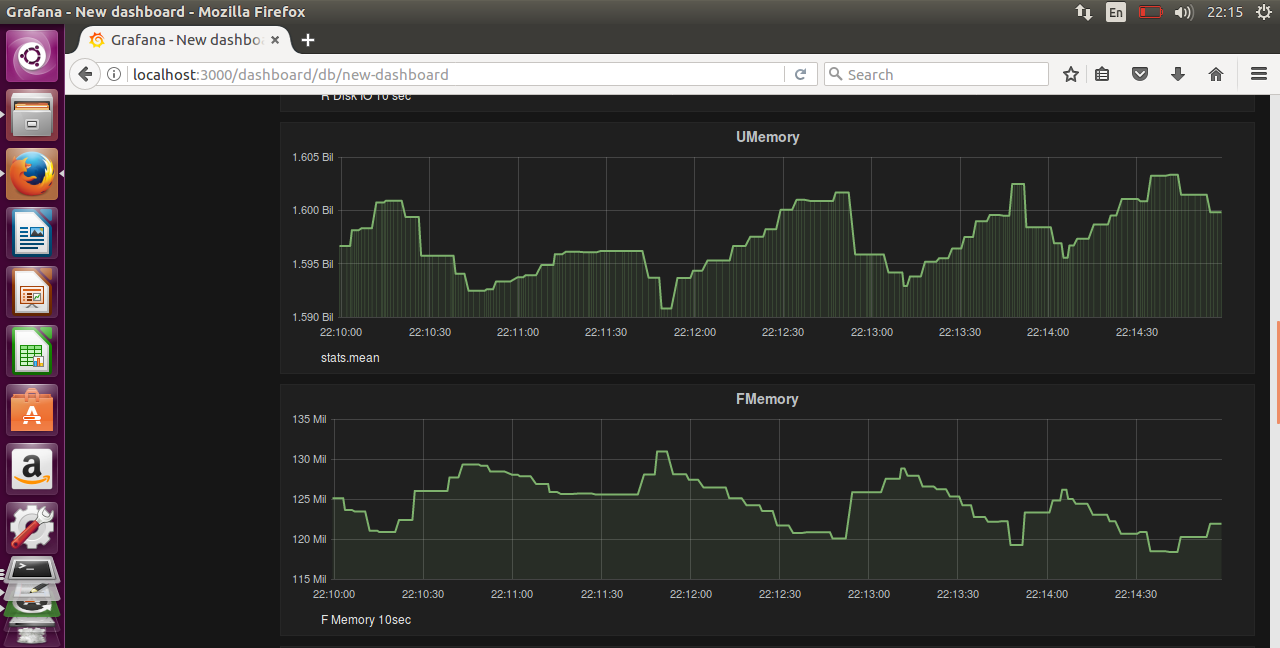 Grafana - New dashboard - Mozilla Firefox
En
22:15
Grafana - New dashbo
localhost:3000/dashboard/db/new-dashboard
Search
R Disk IO 10 sec
UMemory
1.605 Bil
1.600 Bil
1.595 Bil
1.590 Bil
22:10:00 22:10:30 22:11:00 22:11:30 22:12:00 22:12:30 22:13:00 22:13:30 22:14:00 22:14:30
stats.mean
FMemory
135 Mil
130 Mil
125 Mil
120 Mil
115 Mil
22:10:00 22:10:30 22:11:00 22:11:30 22:12:00 22:12:30 22:13:00 22:13:30 22:14:00 22:14:30
F Memory 10sec